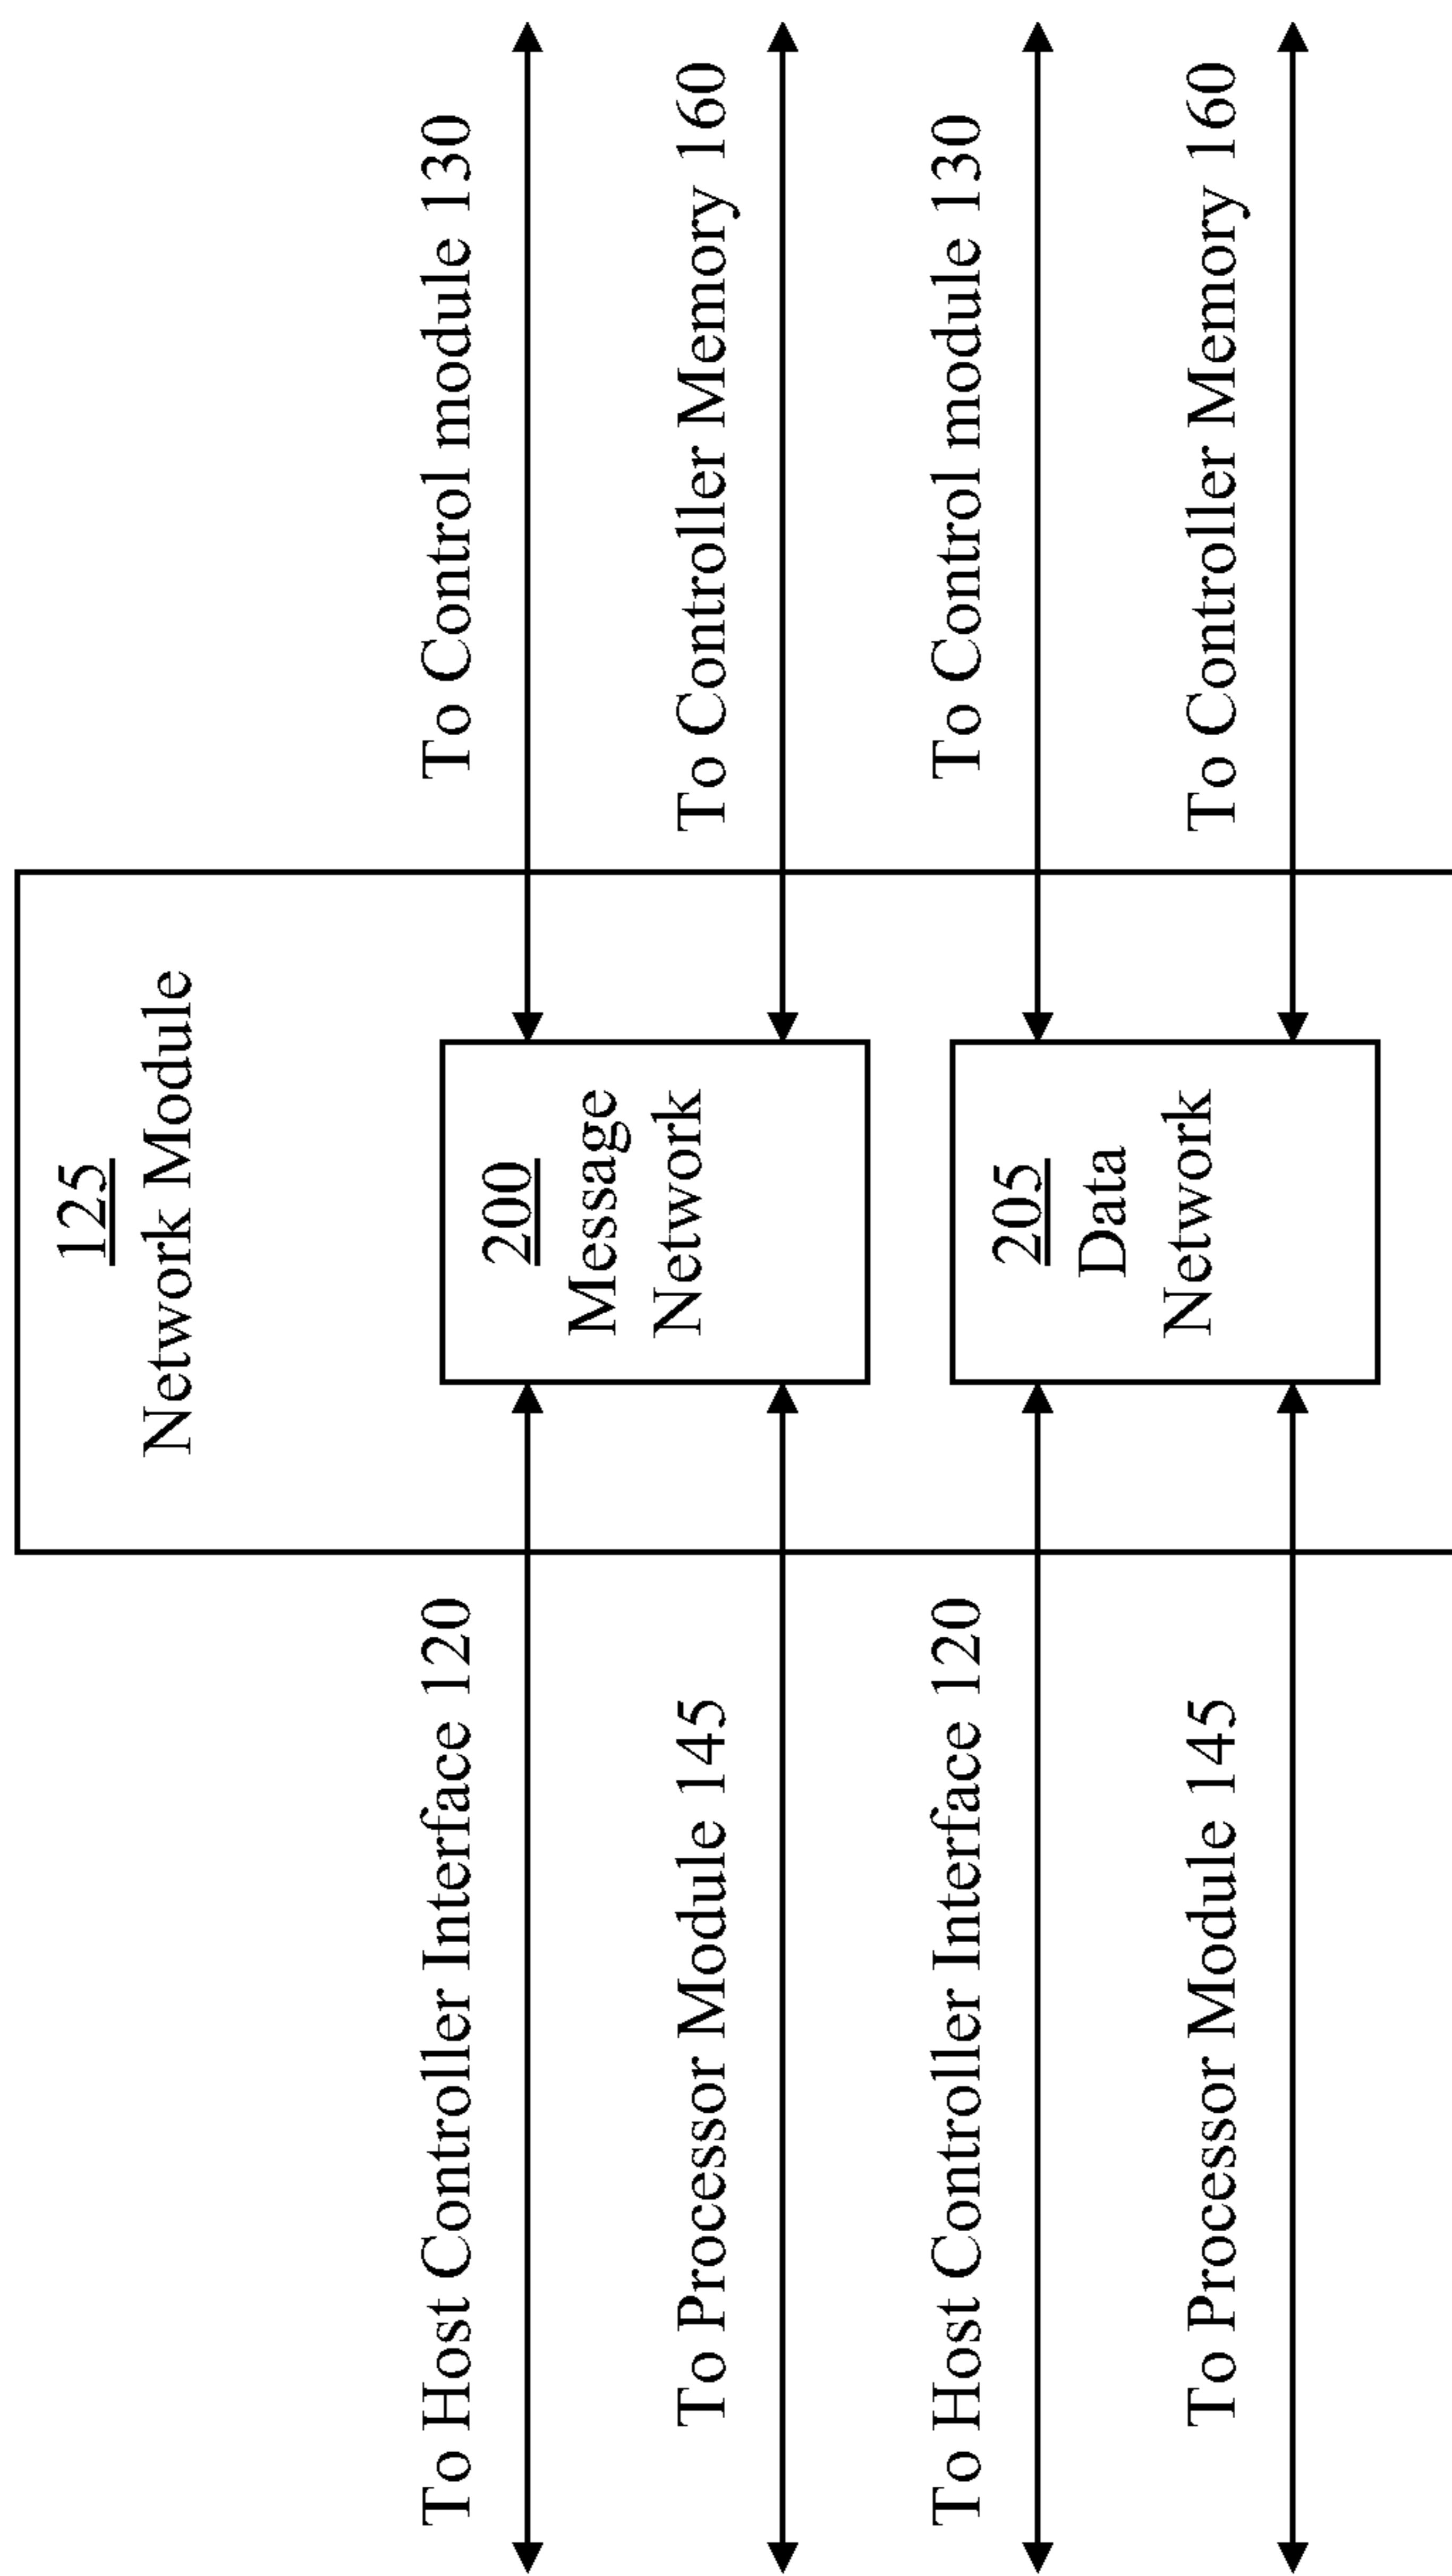 125
Network Module
To Host Controller Interface 120
To Control module 130
200
Message
Network
To Processor Module 145
To Controller Memory 160
To Host Controller Interface 120
To Control module 130
205
Data
Network
To Processor Module 145
To Controller Memory 160